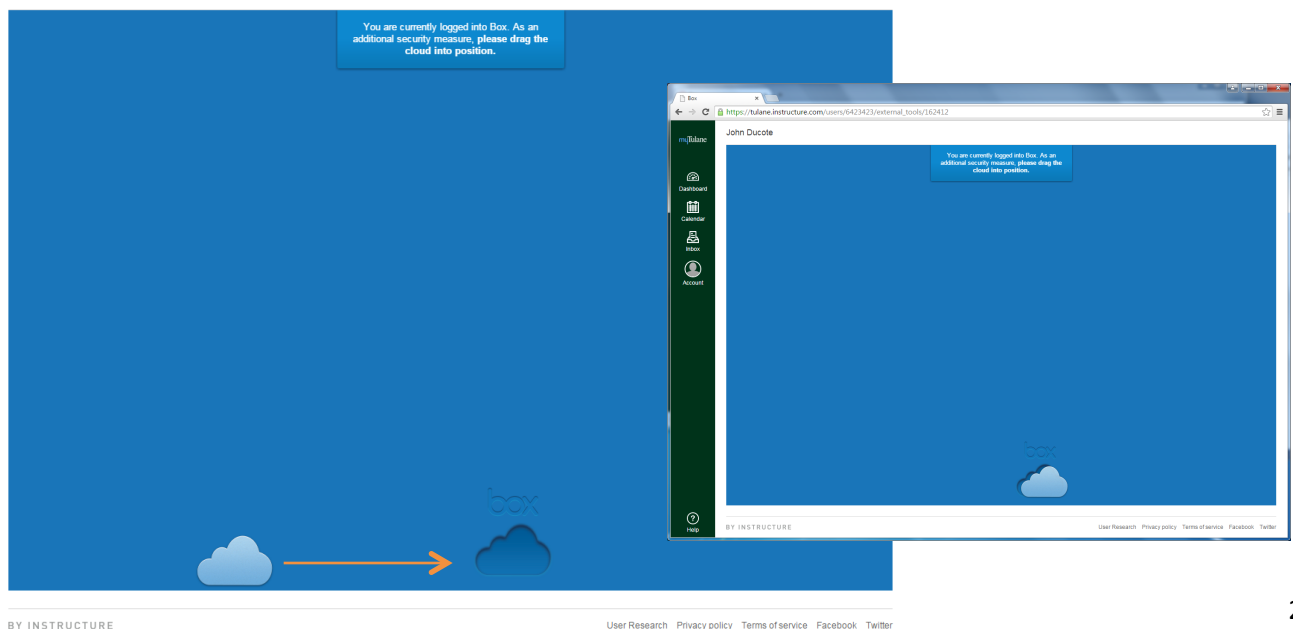 You are currently logged into Box. As an
additional security measure, please drag the
cloud into position.
box
BY INSTRUCTURE
User Research Privacy policy Terms of service Facebook Twitter
Box
https://tulane.instructure.com/users/6423423/external_tools/162412
my|Tulane
John Ducote
You are currently logged into Box. As an
additional security measure, please drag the
cloud into position.
Dashboard
Calendar
Inbox
Account
box
Help
BY INSTRUCTURE
User Research Privacy policy Terms of service Facebook Twitter